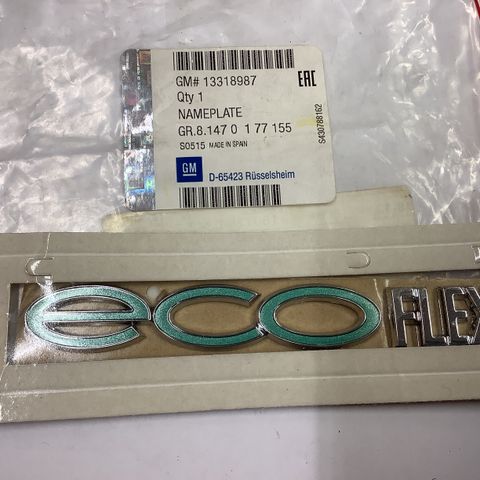 GM# 13318987
EAC
Qty 1
NAMEPLATE
GR.8.147 0 1 77 155
S0515 MADE IN SPAIN
S430788162
GM
D-65423 Rüsselsheim
eco FLEX